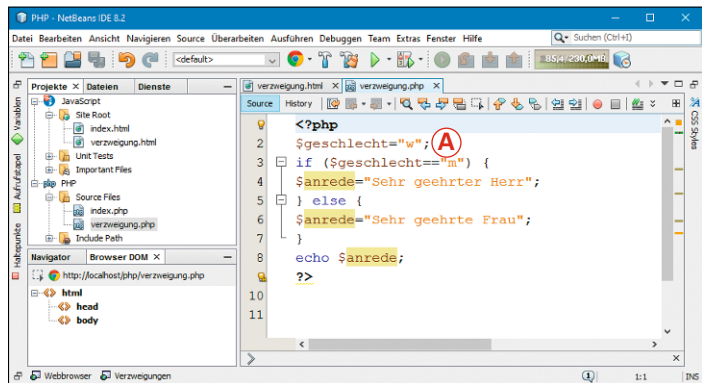 PHP - NetBeans IDE 8.2
Datei Bearbeiten Ansicht Navigieren Source Überarbeiten Ausführen Debuggen Team Extras Fenster Hilfe
Suchen (Ctrl+I)
<default>
185,4/230,0MB
Variablen
Aufrufstapel
Haltepunkte
Projekte
Dateien
Dienste
JavaScript
Site Root
index.html
verzweigung.html
Unit Tests
Important Files
PHP
Source Files
index.php
verzweigung.php
Include Path
Navigator
Browser DOM
http://localhost/php/verzweigung.php
html
head
body
verzweigung.html
verzweigung.php
Source
History
<?php
2 $geschlecht="w"; A
3 if ($geschlecht=="m") {
4 $anrede="Sehr geehrter Herr";
5 } else {
6 $anrede="Sehr geehrte Frau";
7 }
8 echo $anrede;
?>
10
11
CSS Styles
Webbrowser
Verzweigungen
1
1:1
INS